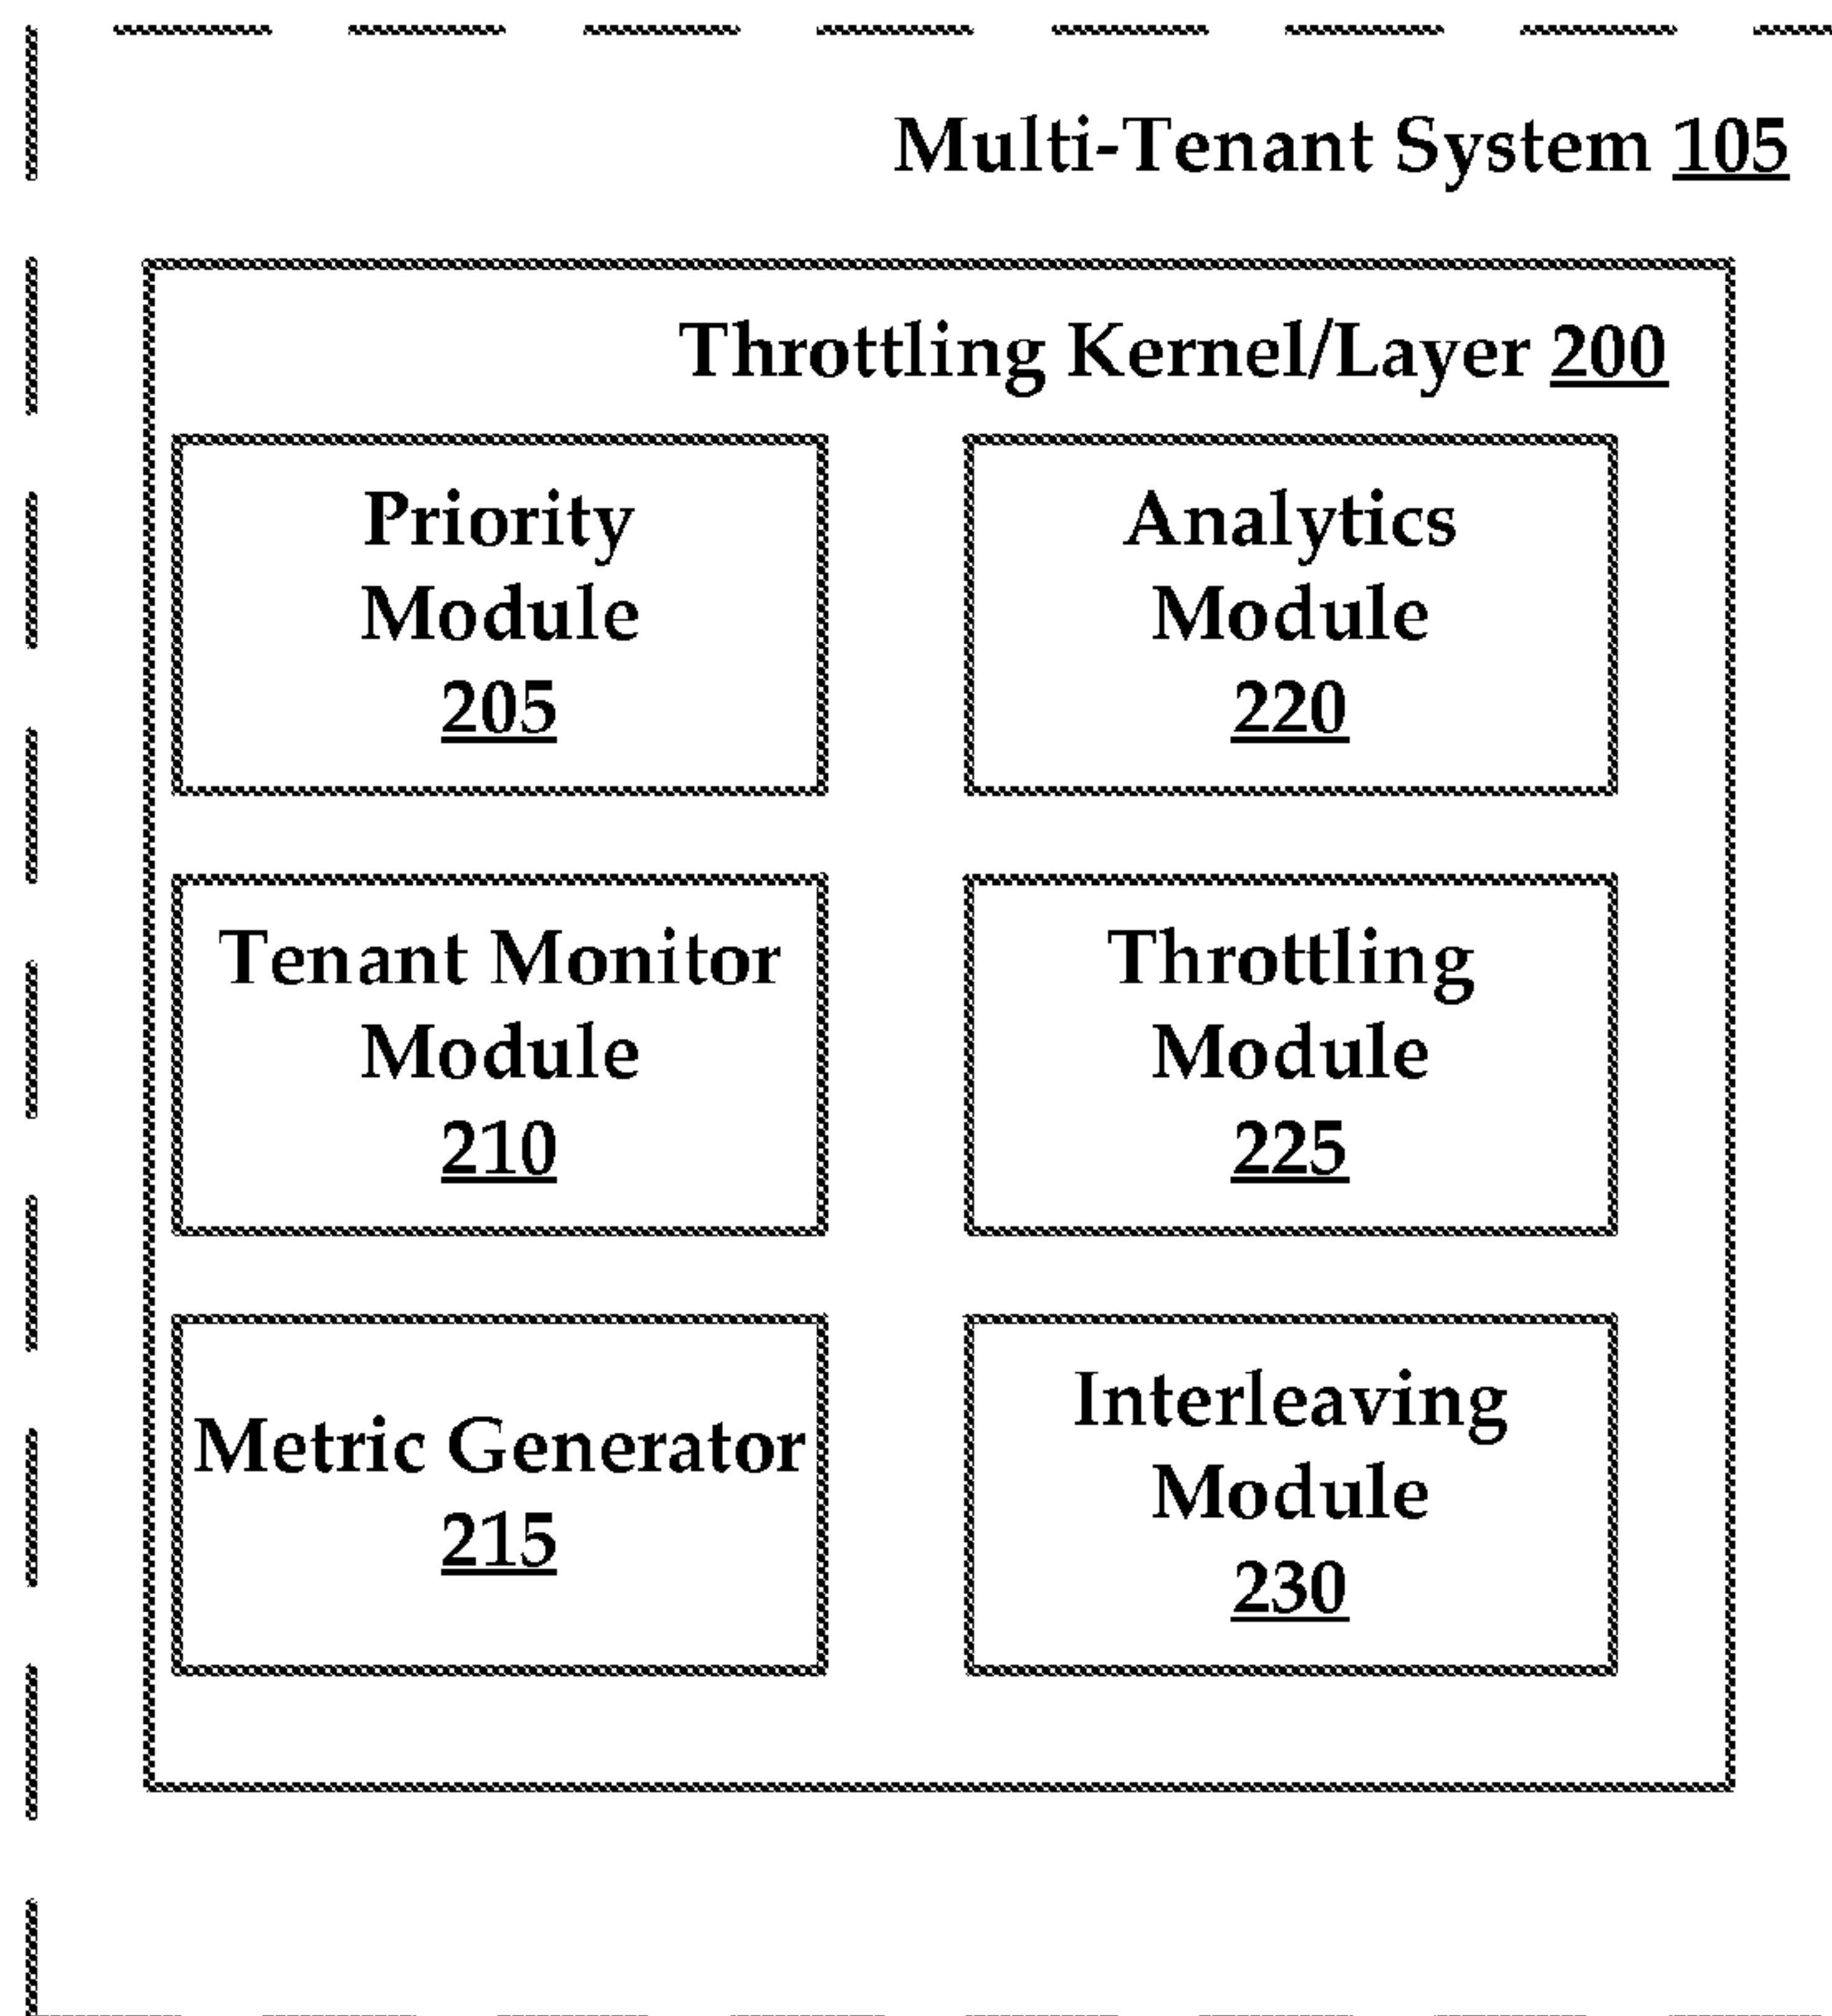 Multi-Tenant System 105
Throttling Kernel/Layer 200
Priority
Module
205
Analytics
Module
220
Tenant Monitor
Module
210
Throttling
Module
225
Metric Generator
215
Interleaving
Module
230